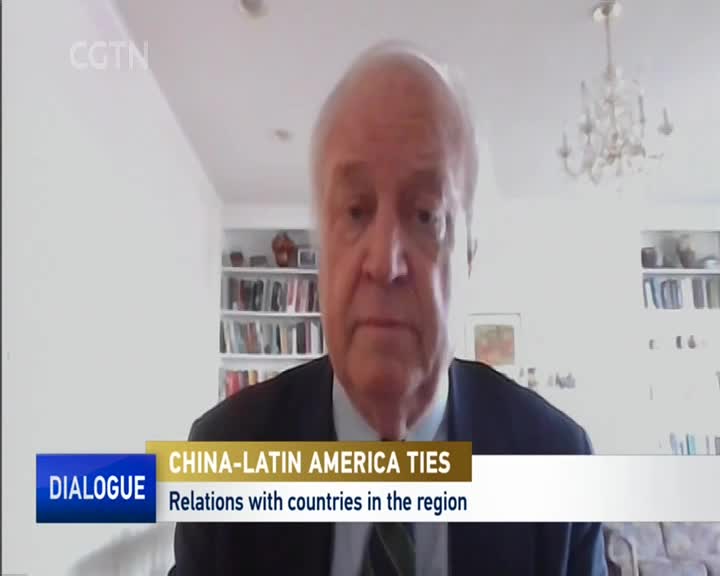 CGTN
CHINA-LATIN AMERICA TIES
DIALOGUE
Relations with countries in the region